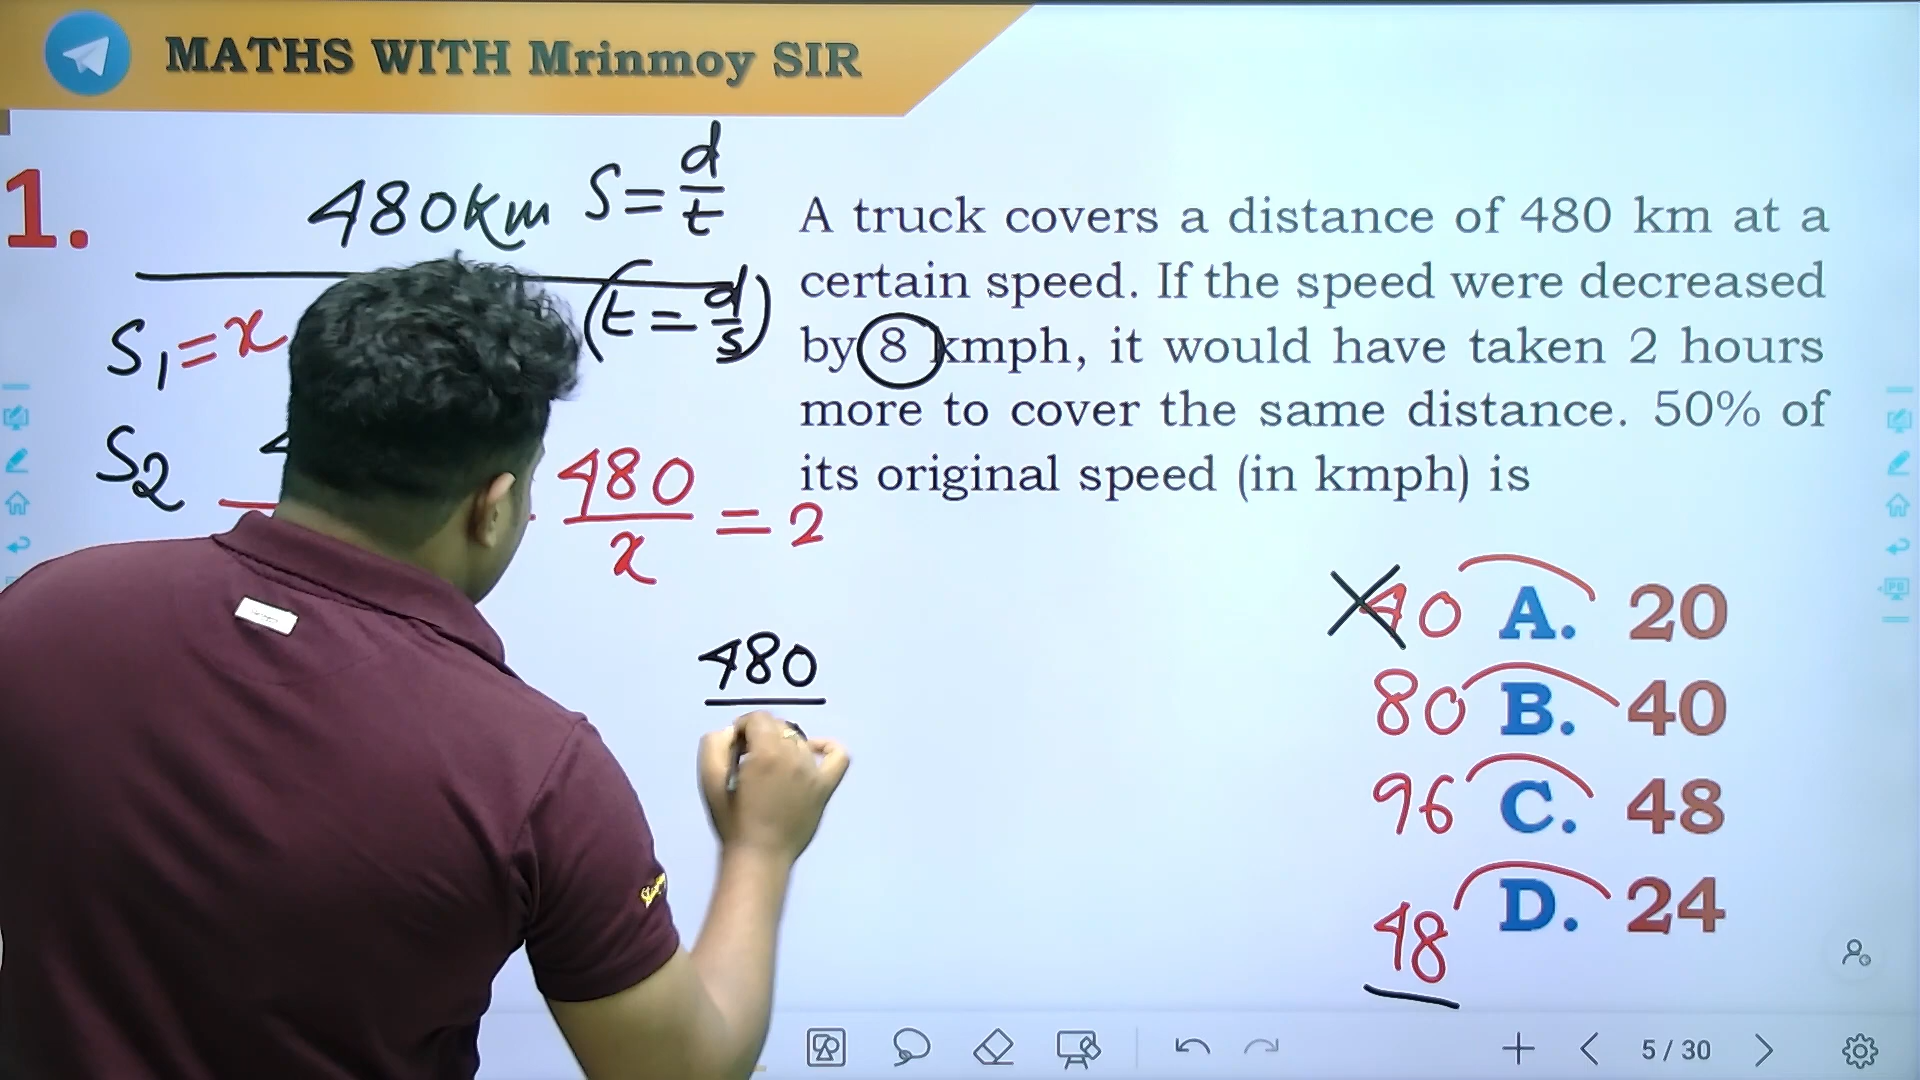 MATHS WITH Mrinmoy SIR
1.
480km
S = d/t
(t = d/s)
S1 = x
S2
480/x = 2
480
A truck covers a distance of 480 km at a
certain speed. If the speed were decreased
by 8 kmph, it would have taken 2 hours
more to cover the same distance. 50% of
its original speed (in kmph) is
40 A. 20
80 B. 40
96 C. 48
48 D. 24
5 / 30